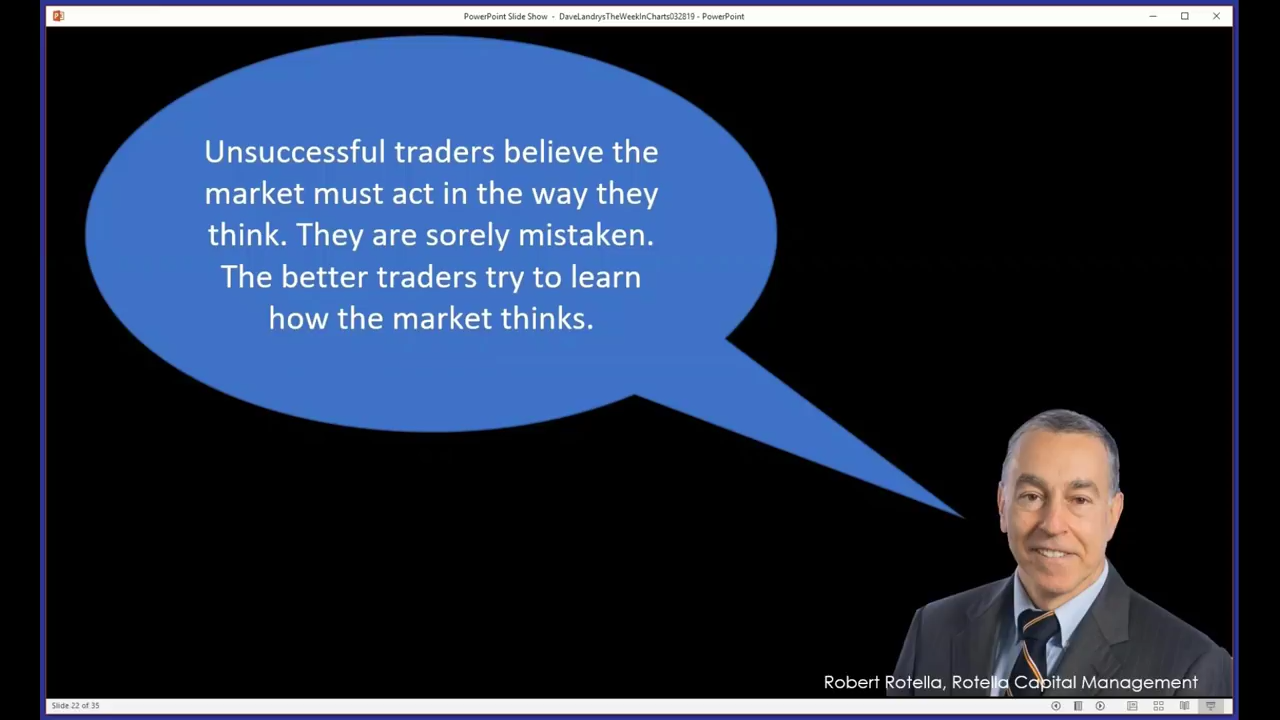 PowerPoint Slide Show - DaveLandrysTheWeekInCharts032819 - PowerPoint
Unsuccessful traders believe the
market must act in the way they
think. They are sorely mistaken.
The better traders try to learn
how the market thinks.
Robert Rotella, Rotella Capital Management
Slide 22 of 35